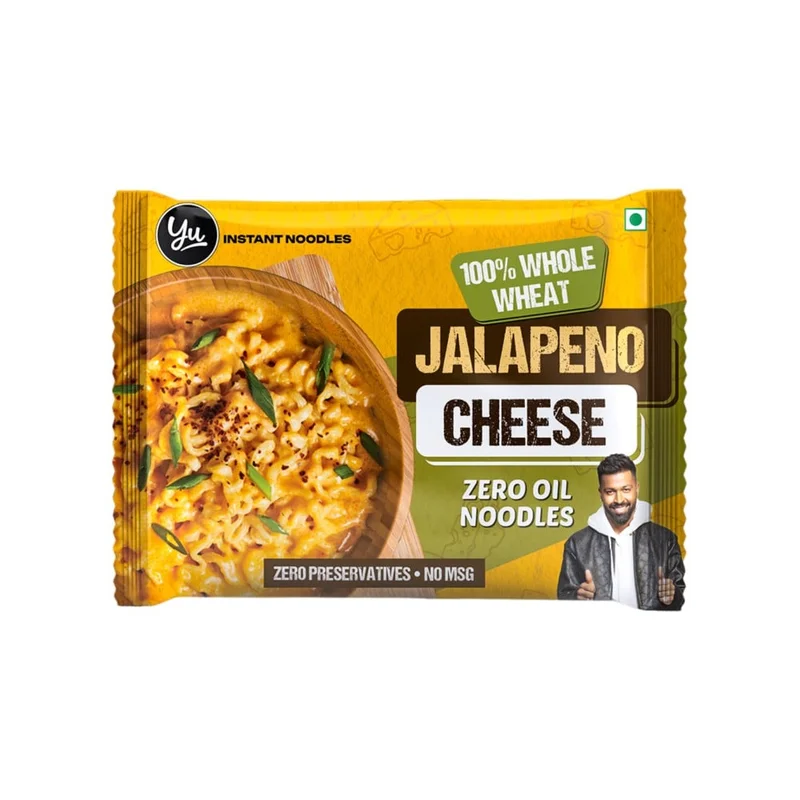 Yu
INSTANT NOODLES
100% WHOLE
WHEAT
JALAPENO
CHEESE
ZERO OIL
NOODLES
ZERO PRESERVATIVES • NO MSG